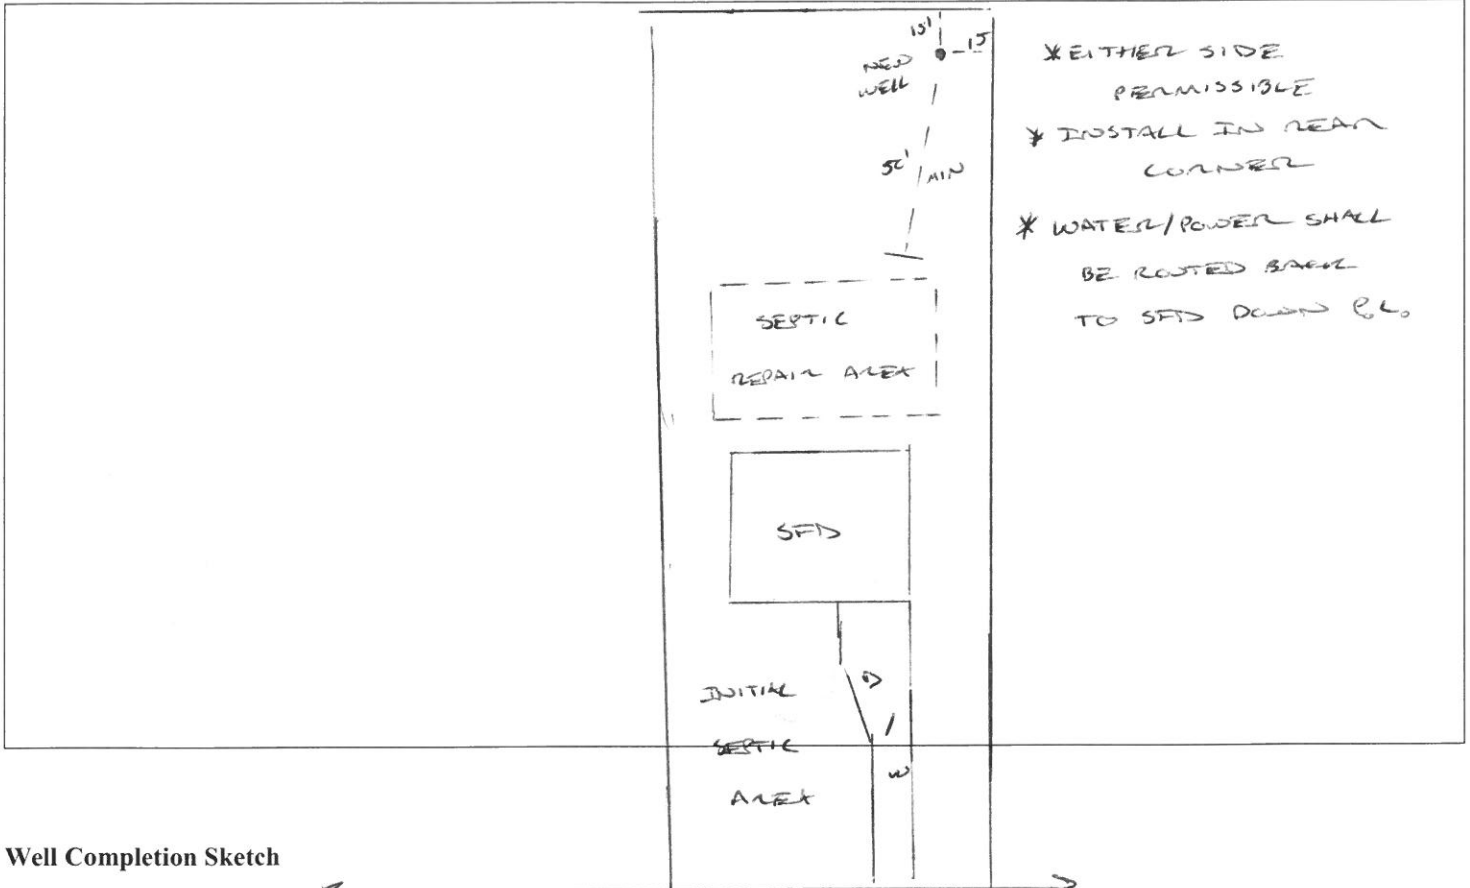 15'
-15
NEW
WELL
50'
MIN
SEPTIC
REPAIR AREA
SFD
INITIAL
SEPTIC
AREA
D
/
W
* EITHER SIDE
PERMISSIBLE
* INSTALL IN REAR
CORNER
* WATER/POWER SHALL
BE ROUTED BACK
TO SFD DOWN P.L.
Well Completion Sketch